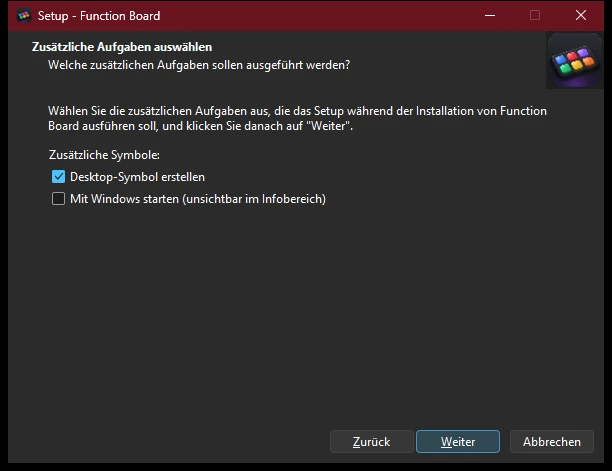 Setup - Function Board
Zusätzliche Aufgaben auswählen
Welche zusätzlichen Aufgaben sollen ausgeführt werden?
Wählen Sie die zusätzlichen Aufgaben aus, die das Setup während der Installation von Function
Board ausführen soll, und klicken Sie danach auf "Weiter".
Zusätzliche Symbole:
Desktop-Symbol erstellen
Mit Windows starten (unsichtbar im Infobereich)
Zurück
Weiter
Abbrechen